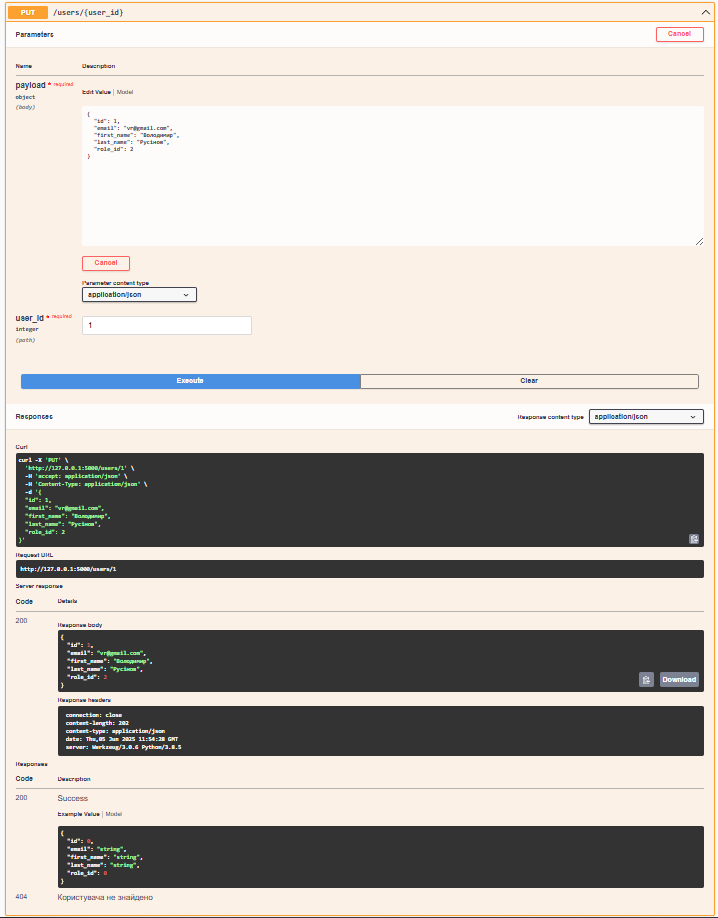 PUT /users/{user_id}
Parameters
Cancel
Name Description
payload * required
object
(body)
Edit Value | Model
{
"id": 1,
"email": "vr@gmail.com",
"first_name": "Володимир",
"last_name": "Русінов",
"role_id": 2
}
Cancel
Parameter content type
application/json
user_id * required
integer
(path)
1
Execute Clear
Responses Response content type application/json
Curl
curl -X 'PUT' \
'http://127.0.0.1:5000/users/1' \
-H 'accept: application/json' \
-H 'Content-Type: application/json' \
-d '{
"id": 1,
"email": "vr@gmail.com",
"first_name": "Володимир",
"last_name": "Русінов",
"role_id": 2
}'
Request URL
http://127.0.0.1:5000/users/1
Server response
Code Details
200
Response body
{
"id": 1,
"email": "vr@gmail.com",
"first_name": "Володимир",
"last_name": "Русінов",
"role_id": 2
}
Download
Response headers
connection: close
content-length: 202
content-type: application/json
date: Thu,05 Jun 2025 11:54:28 GMT
server: Werkzeug/3.0.6 Python/3.8.5
Responses
Code Description
200 Success
Example Value | Model
{
"id": 0,
"email": "string",
"first_name": "string",
"last_name": "string",
"role_id": 0
}
404 Користувача не знайдено